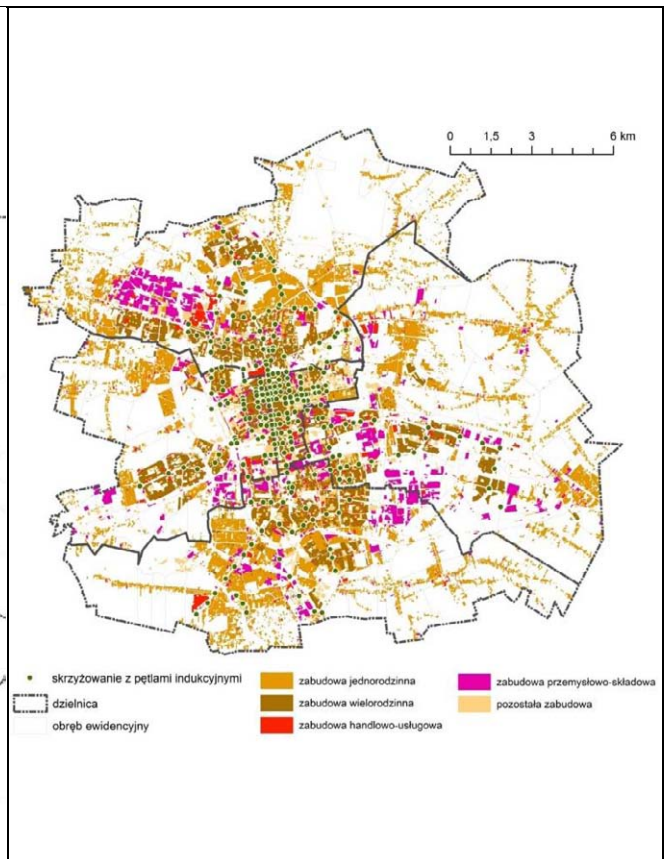 0 1,5 3 6 km
skrzyżowanie z pętlami indukcyjnymi
dzielnica
obręb ewidencyjny
zabudowa jednorodzinna
zabudowa wielorodzinna
zabudowa handlowo-usługowa
zabudowa przemysłowo-składowa
pozostała zabudowa